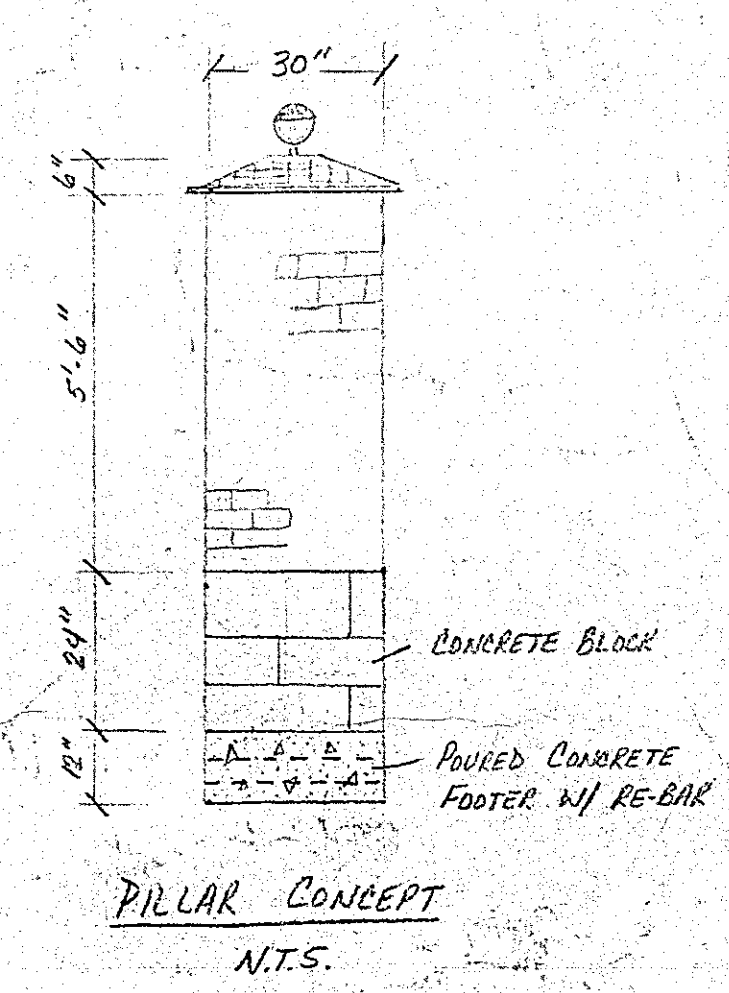 30"
6"
5'-6"
24"
12"
CONCRETE BLOCK
POURED CONCRETE
FOOTER W/ RE-BAR
PILLAR CONCEPT
N.T.S.